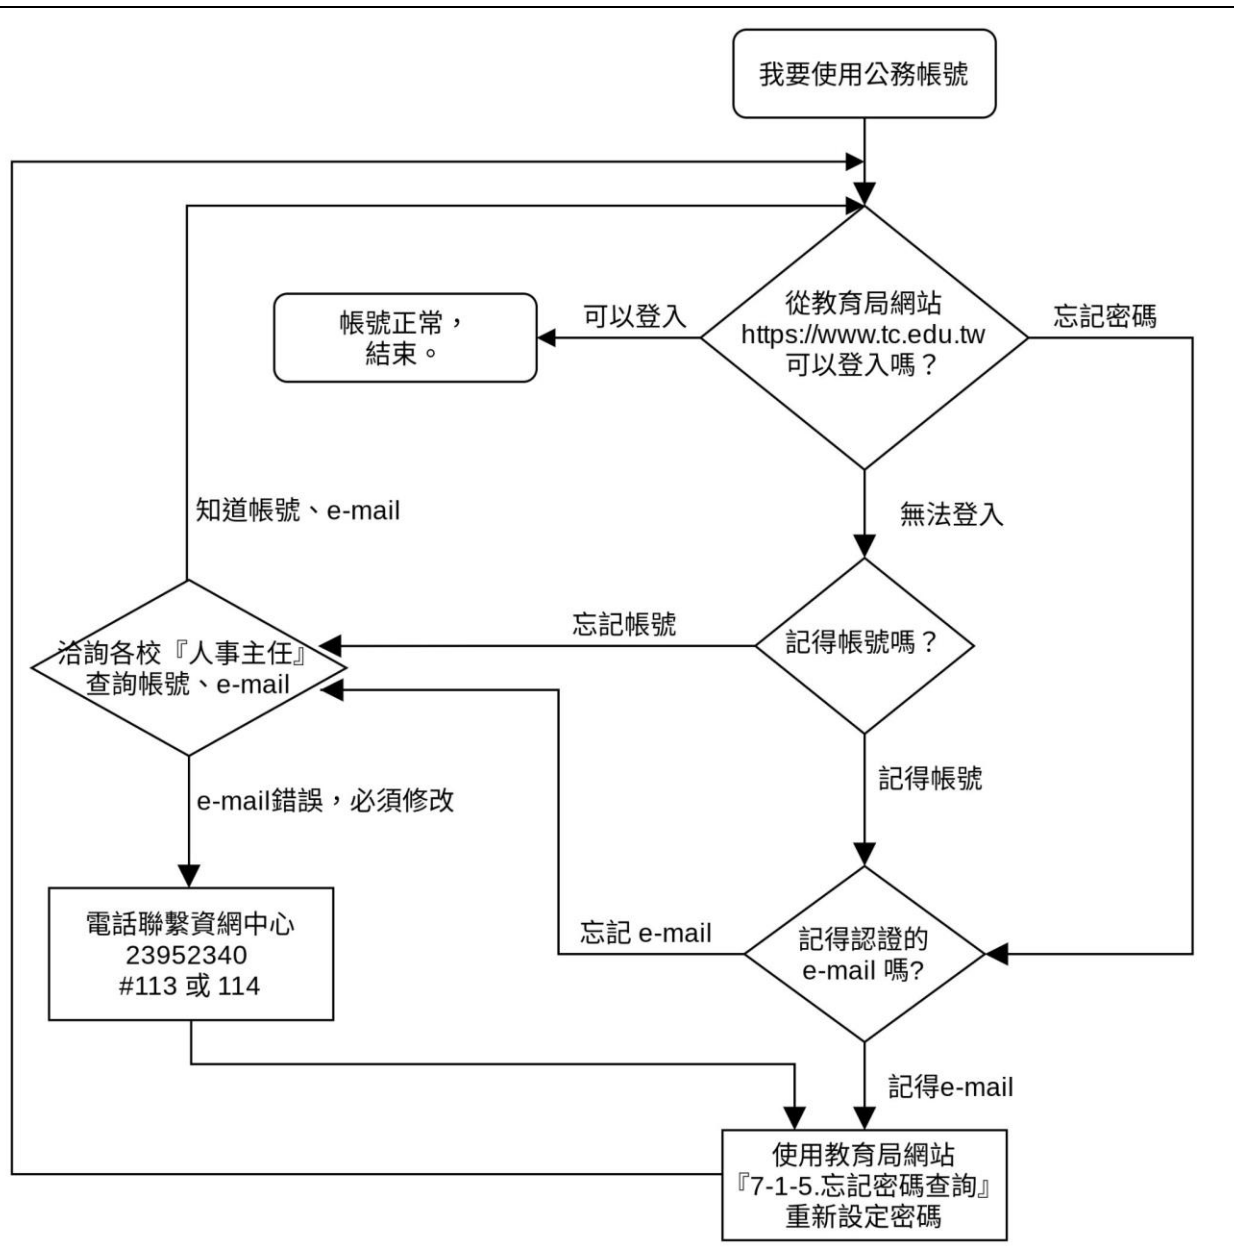 我要使用公務帳號
從教育局網站
https://www.tc.edu.tw
可以登入嗎？
可以登入
忘記密碼
帳號正常，
結束。
知道帳號、e-mail
無法登入
忘記帳號
記得帳號嗎？
洽詢各校『人事主任』
查詢帳號、e-mail
記得帳號
e-mail錯誤，必須修改
電話聯繫資網中心
23952340
#113 或 114
忘記 e-mail
記得認證的
e-mail 嗎?
記得e-mail
使用教育局網站
『7-1-5.忘記密碼查詢』
重新設定密碼